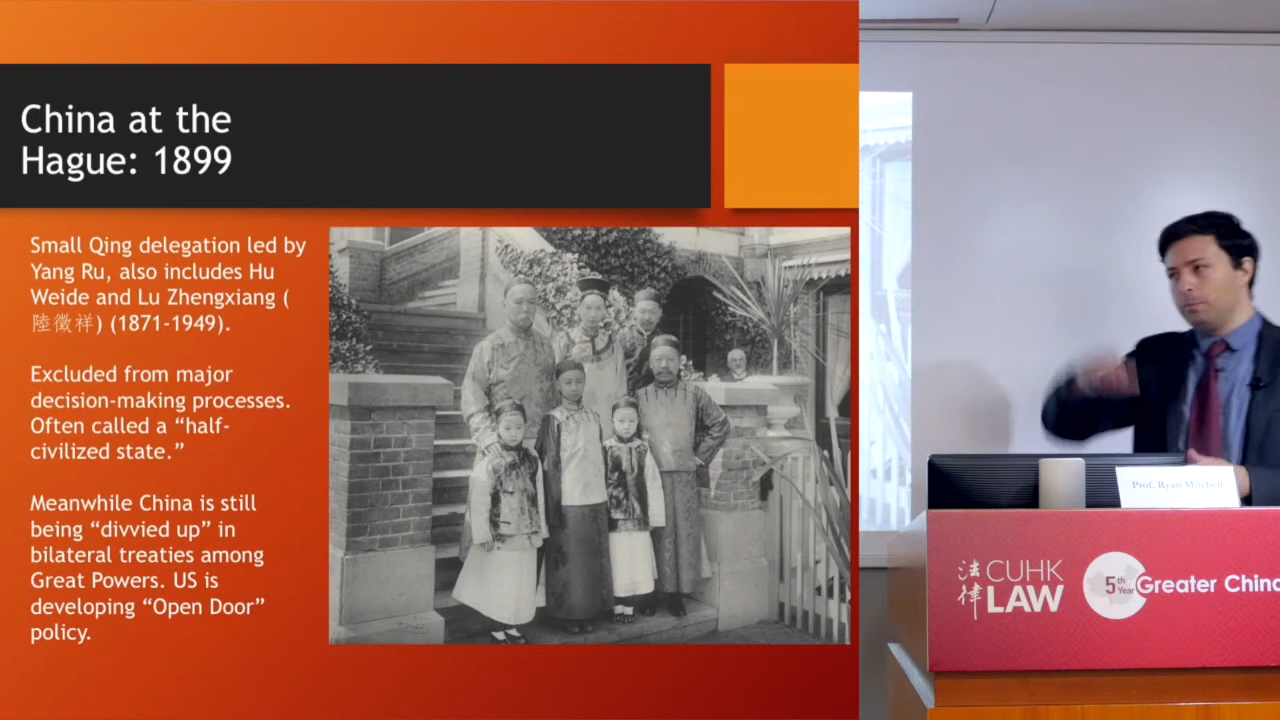 China at the
Hague: 1899
Small Qing delegation led by
Yang Ru, also includes Hu
Weide and Lu Zhengxiang (
陸徵祥) (1871-1949).
Excluded from major
decision-making processes.
Often called a “half-
civilized state.”
Meanwhile China is still
being “divvied up” in
bilateral treaties among
Great Powers. US is
developing “Open Door”
policy.
Prof. Ryan Mitchell
法律 CUHK
LAW
5th
Year
Greater China